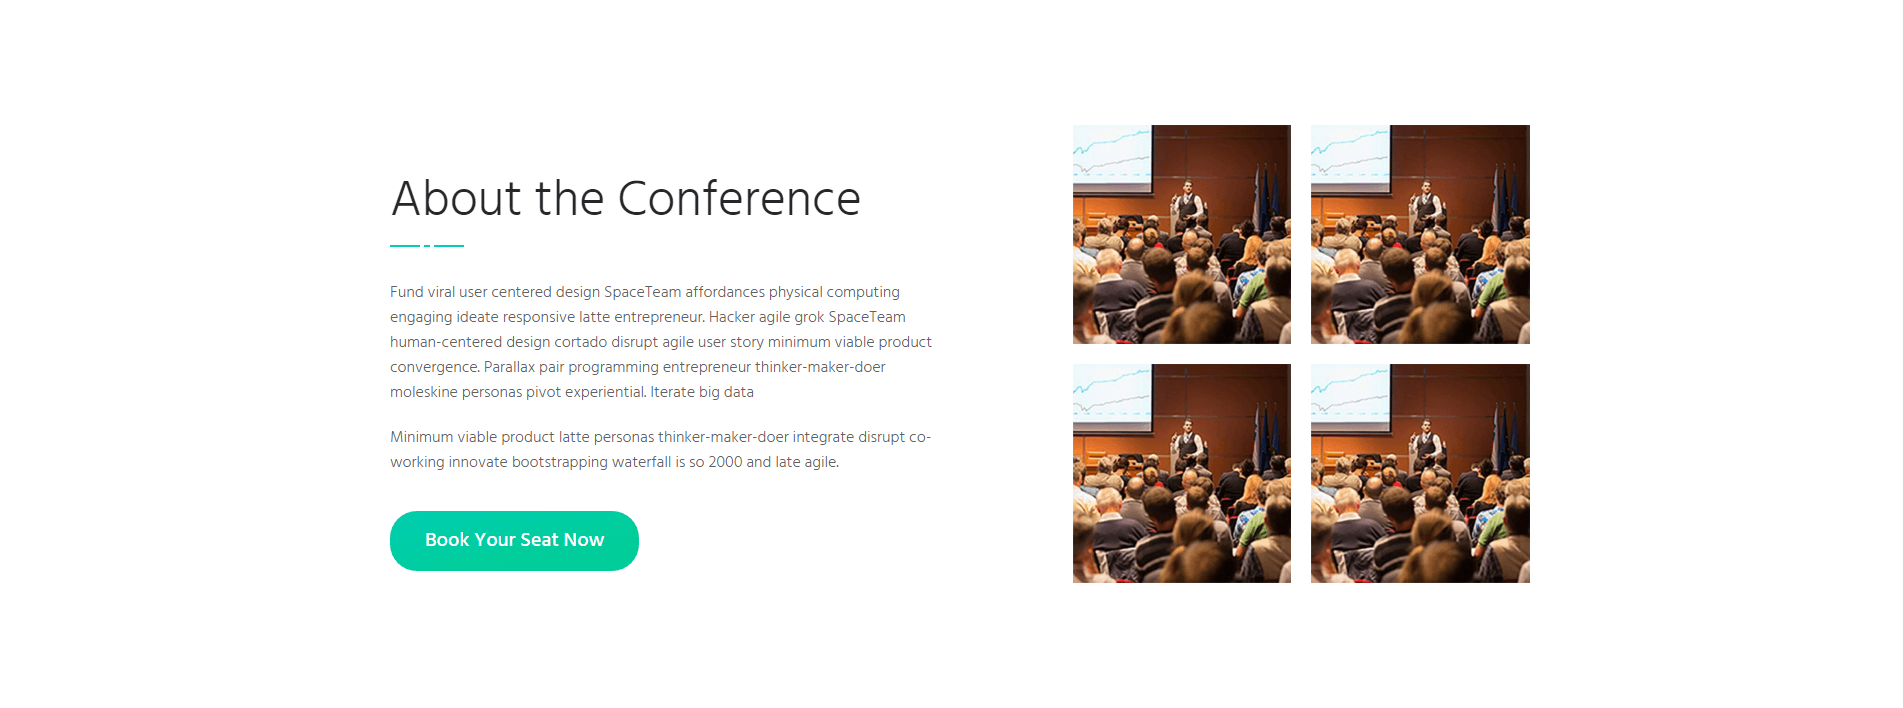 About the Conference
Fund viral user centered design SpaceTeam affordances physical computing
engaging ideate responsive latte entrepreneur. Hacker agile grok SpaceTeam
human-centered design cortado disrupt agile user story minimum viable product
convergence. Parallax pair programming entrepreneur thinker-maker-doer
moleskine personas pivot experiential. Iterate big data
Minimum viable product latte personas thinker-maker-doer integrate disrupt co-
working innovate bootstrapping waterfall is so 2000 and late agile.
Book Your Seat Now